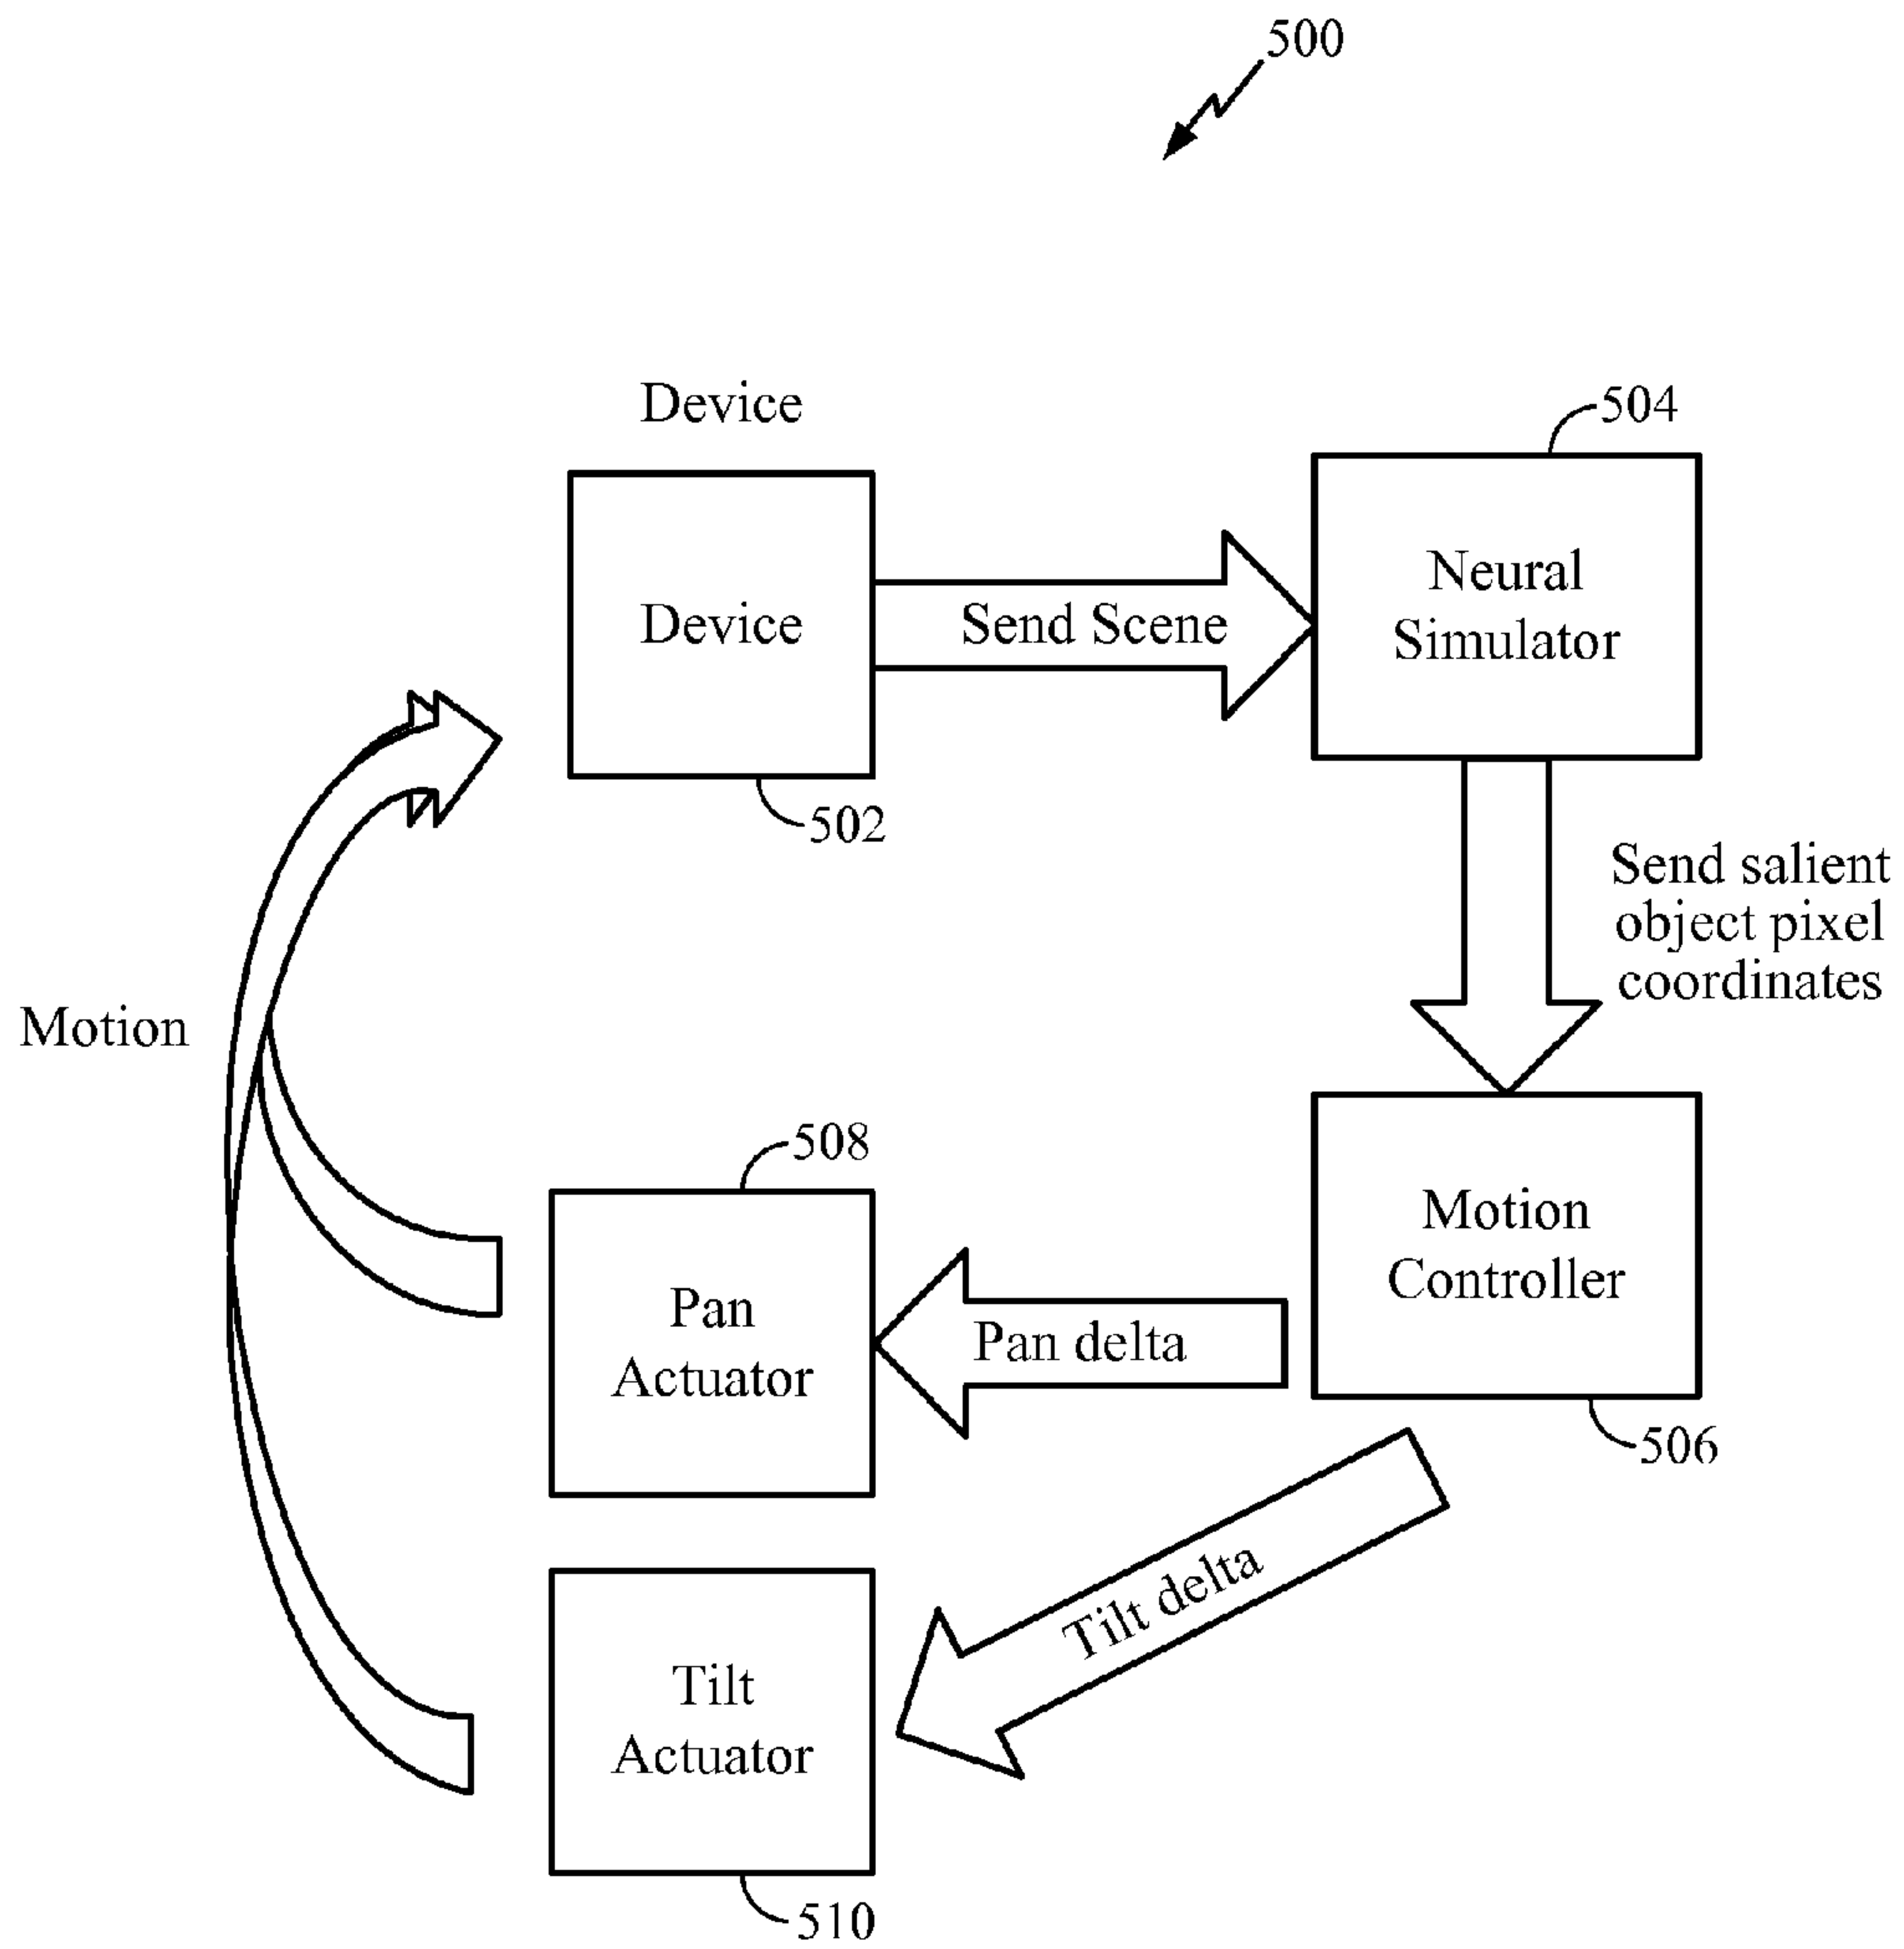 500
Device
504
Device
Send Scene
Neural
Simulator
502
Send salient
object pixel
coordinates
Motion
508
Pan
Actuator
Pan delta
Motion
Controller
506
Tilt delta
Tilt
Actuator
510